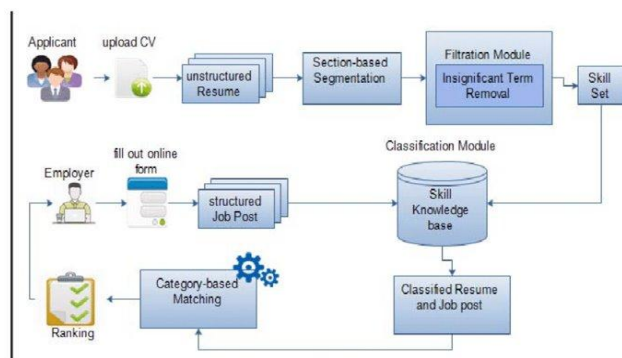 Applicant
upload CV
unstructured
Resume
Section-based
Segmentation
Filtration Module
Insignificant Term
Removal
Skill
Set
Employer
fill out online
form
structured
Job Post
Classification Module
Skill
Knowledge
base
Ranking
Category-based
Matching
Classified Resume
and Job post